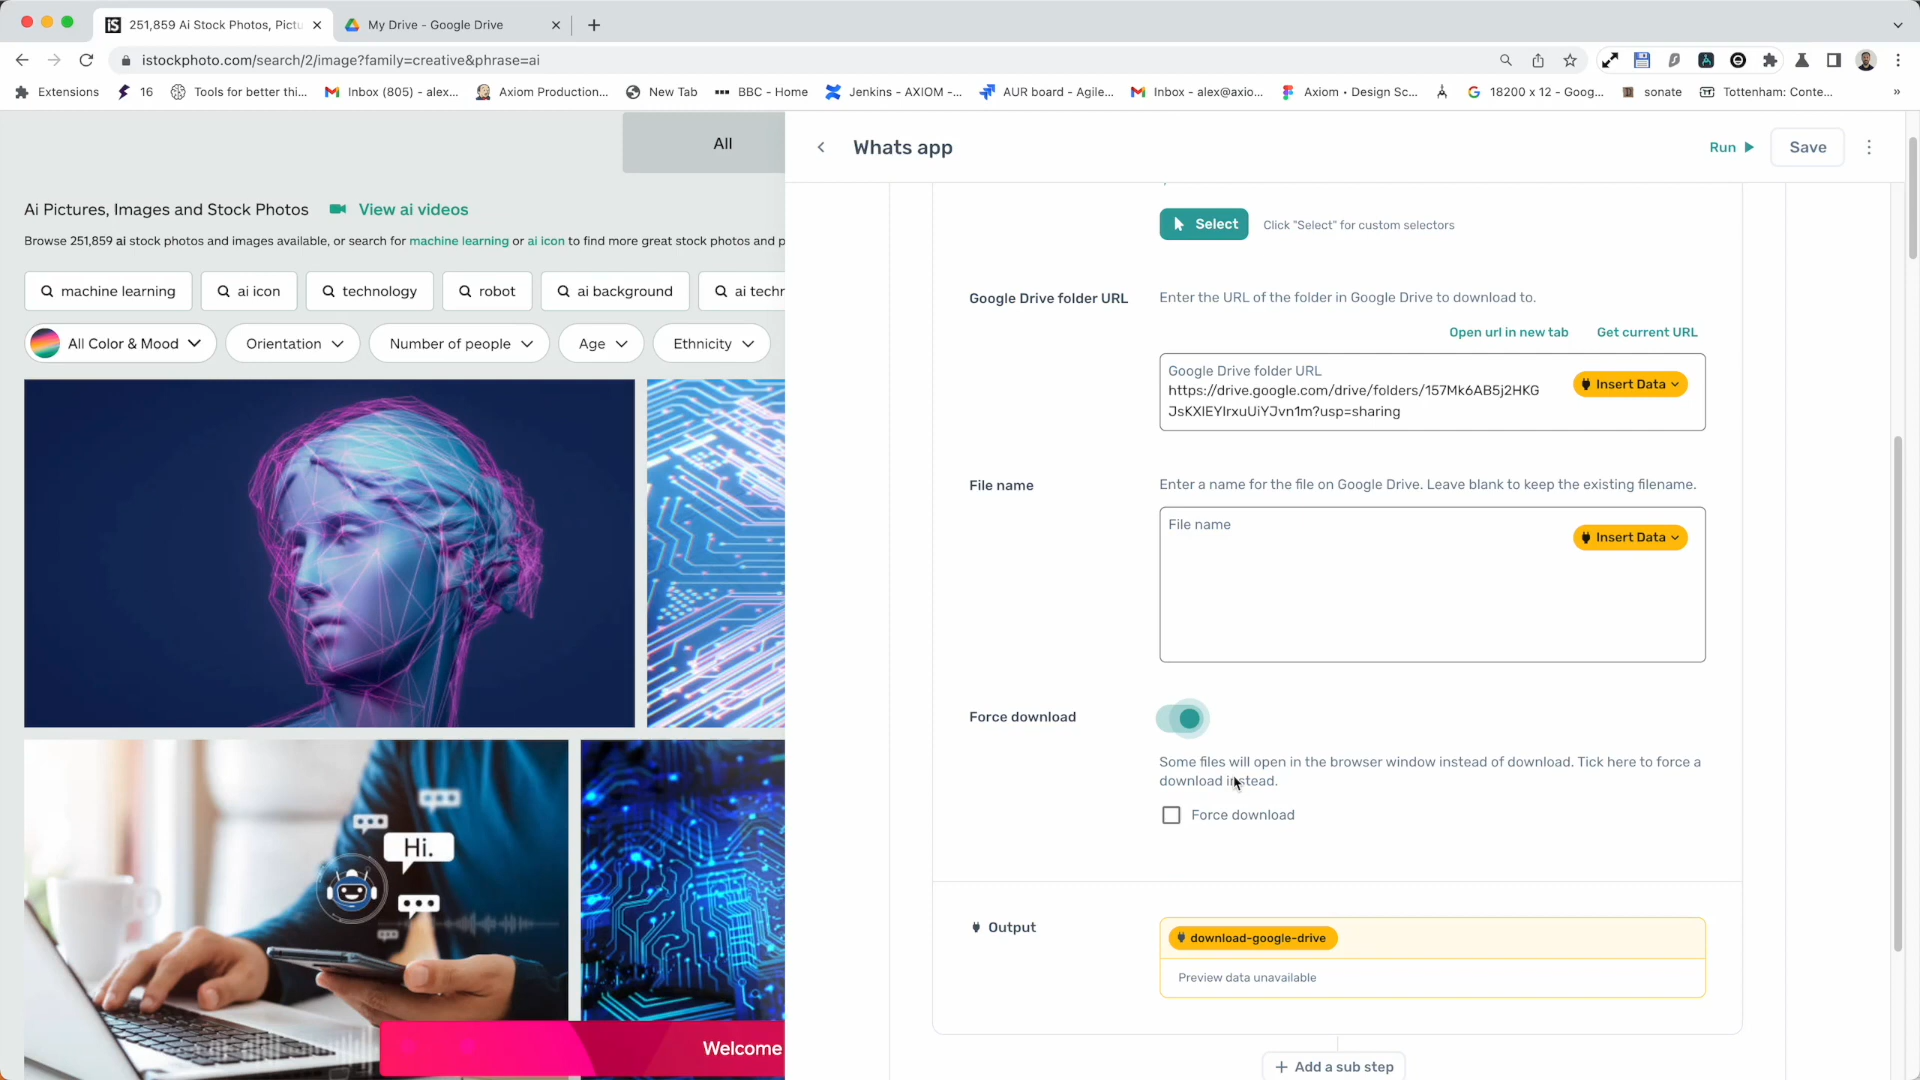 251,859 Ai Stock Photos, Pictu
My Drive - Google Drive
istockphoto.com/search/2/image?family=creative&phrase=ai
Extensions
16
Tools for better thi...
Inbox (805) - alex...
Axiom Production...
New Tab
BBC - Home
Jenkins - AXIOM -...
AUR board - Agile...
Inbox - alex@axio...
Axiom • Design Sc...
18200 x 12 - Goog...
sonate
Tottenham: Conte...
»
All
Whats app
Run
Save
Ai Pictures, Images and Stock Photos
View ai videos
Browse 251,859 ai stock photos and images available, or search for machine learning or ai icon to find more great stock photos and p
machine learning
ai icon
technology
robot
ai background
ai techr
All Color & Mood
Orientation
Number of people
Age
Ethnicity
Hi.
Welcome
Select
Click "Select" for custom selectors
Google Drive folder URL
Enter the URL of the folder in Google Drive to download to.
Open url in new tab
Get current URL
Google Drive folder URL
https://drive.google.com/drive/folders/157Mk6AB5j2HKG
JsKXlEYIrxuUiYJvn1m?usp=sharing
Insert Data
File name
Enter a name for the file on Google Drive. Leave blank to keep the existing filename.
File name
Insert Data
Force download
Some files will open in the browser window instead of download. Tick here to force a
download instead.
Force download
Output
download-google-drive
Preview data unavailable
+ Add a sub step